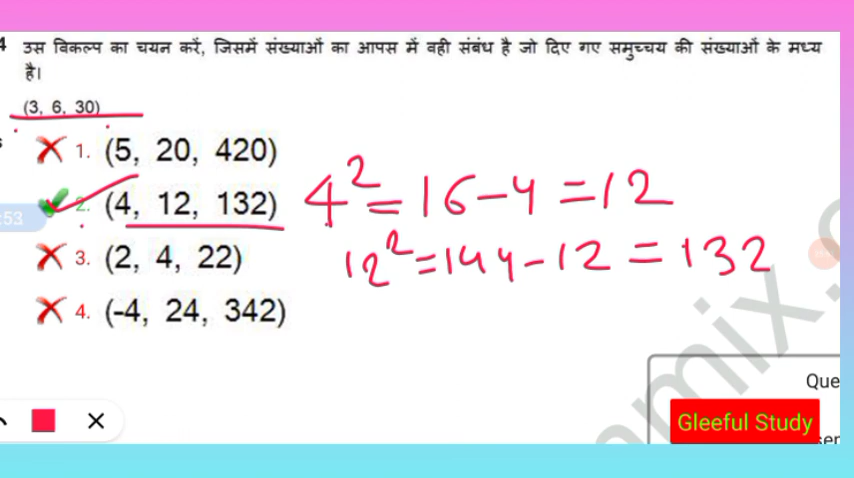 4 उस विकल्प का चयन करें, जिसमें संख्याओं का आपस में वही संबंध है जो दिए गए समुच्चय की संख्याओं के मध्य
है।
(3, 6, 30)
1. (5, 20, 420)
2. (4, 12, 132) 4² = 16 - 4 = 12
12² = 144 - 12 = 132
:53
3. (2, 4, 22)
4. (-4, 24, 342)
mix.
Que
Gleeful Study